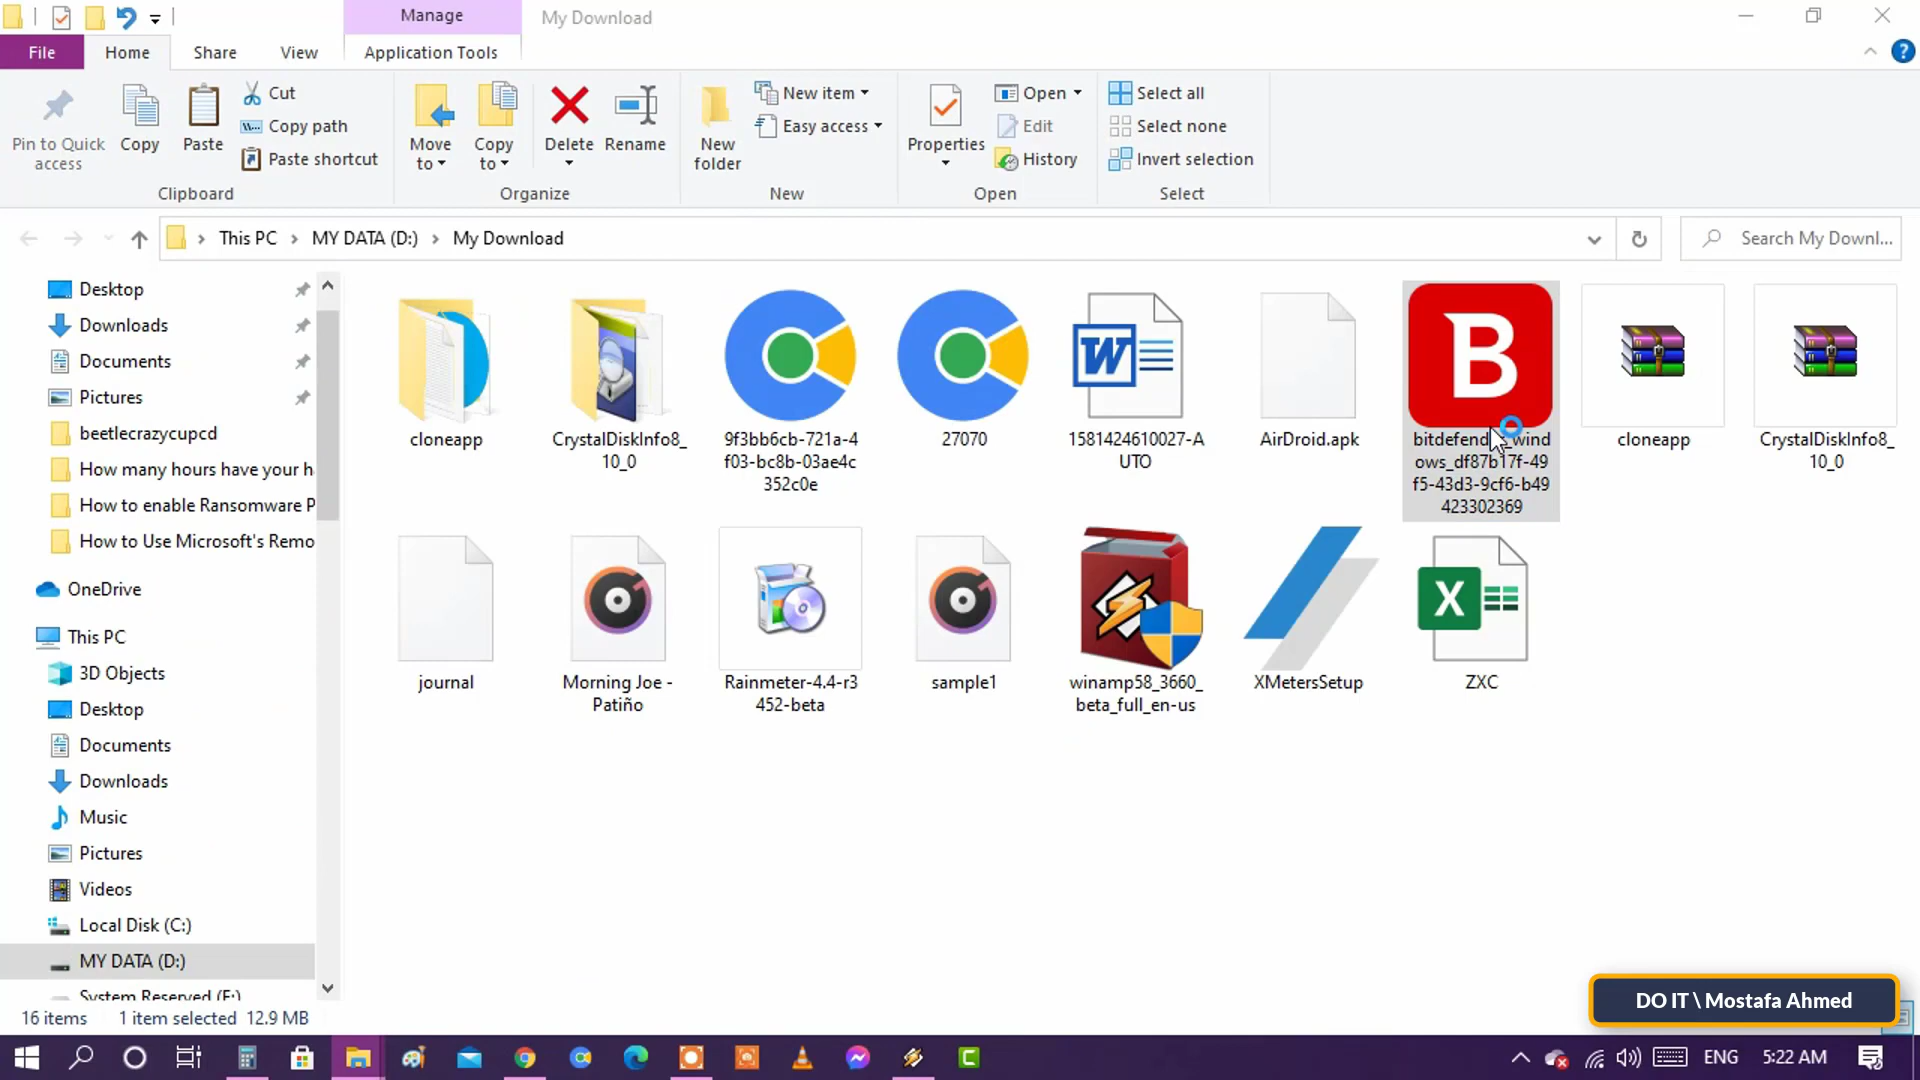 Manage
My Download
File
Home
Share
View
Application Tools
Pin to Quick
access
Copy
Paste
Cut
Copy path
Paste shortcut
Clipboard
Move
to
Copy
to
Delete
Rename
Organize
New
folder
New item
Easy access
New
Properties
Open
Edit
History
Open
Select all
Select none
Invert selection
Select
This PC
MY DATA (D:)
My Download
Search My Downl...
Desktop
Downloads
Documents
Pictures
beetlecrazycupcd
How many hours have your h
How to enable Ransomware P
How to Use Microsoft's Remo
OneDrive
This PC
3D Objects
Desktop
Documents
Downloads
Music
Pictures
Videos
Local Disk (C:)
MY DATA (D:)
System Reserved (F:)
cloneapp
CrystalDiskInfo8_
10_0
9f3bb6cb-721a-4
f03-bc8b-03ae4c
352c0e
27070
1581424610027-A
UTO
AirDroid.apk
bitdefend wind
ows_df87b17f-49
f5-43d3-9cf6-b49
423302369
cloneapp
CrystalDiskInfo8_
10_0
journal
Morning Joe -
Patiño
Rainmeter-4.4-r3
452-beta
sample1
winamp58_3660_
beta_full_en-us
XMetersSetup
ZXC
16 items
1 item selected 12.9 MB
DO IT \ Mostafa Ahmed
ENG
5:22 AM